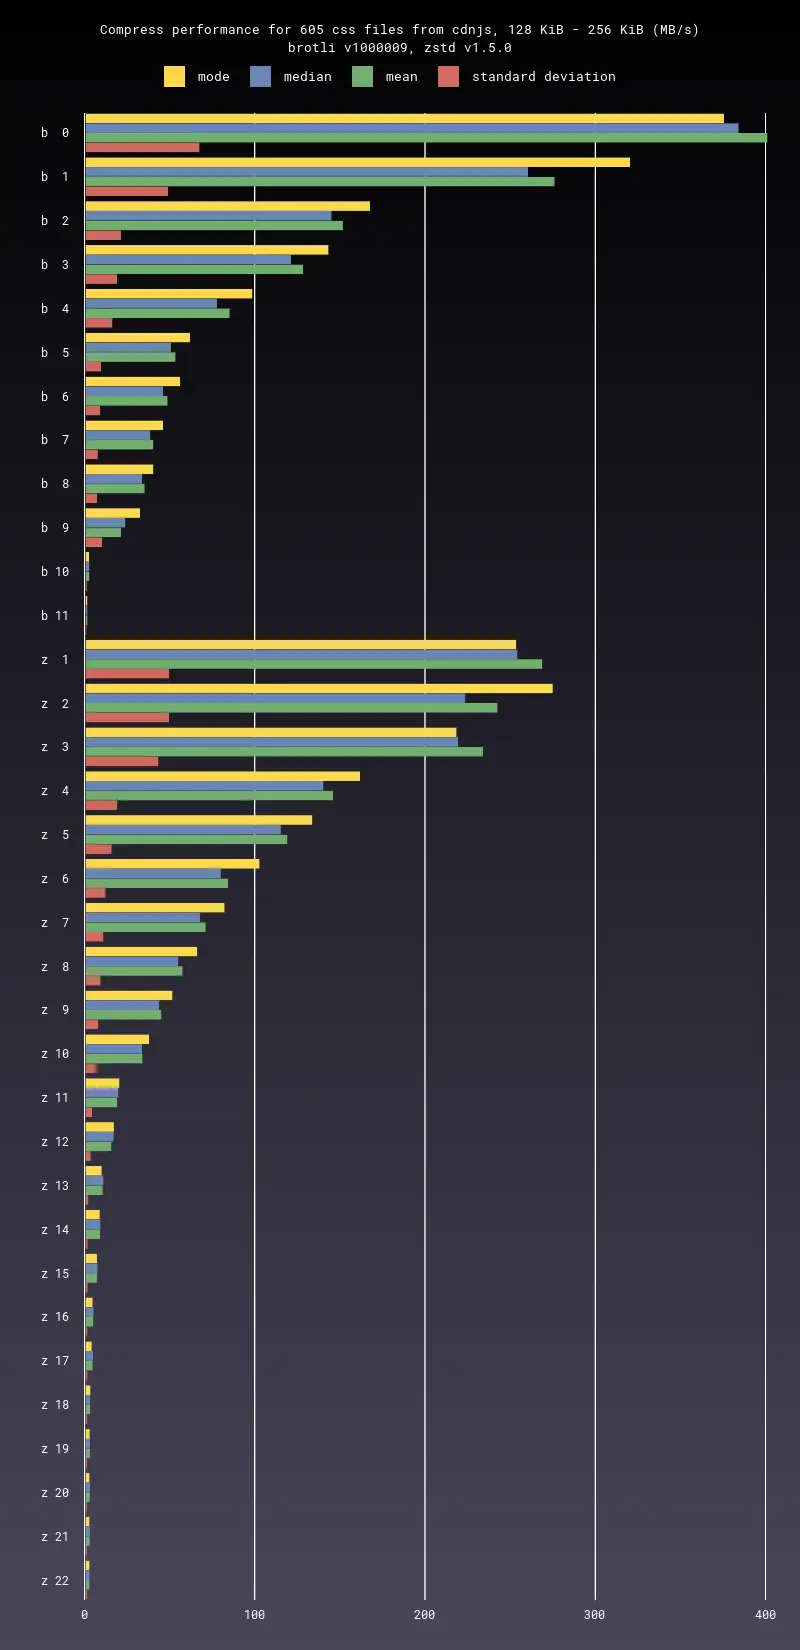 Compress performance for 605 css files from cdnjs, 128 KiB - 256 KiB (MB/s)
brotli v1000009, zstd v1.5.0
mode median mean standard deviation
b 0
b 1
b 2
b 3
b 4
b 5
b 6
b 7
b 8
b 9
b 10
b 11
z 1
z 2
z 3
z 4
z 5
z 6
z 7
z 8
z 9
z 10
z 11
z 12
z 13
z 14
z 15
z 16
z 17
z 18
z 19
z 20
z 21
z 22
0 100 200 300 400